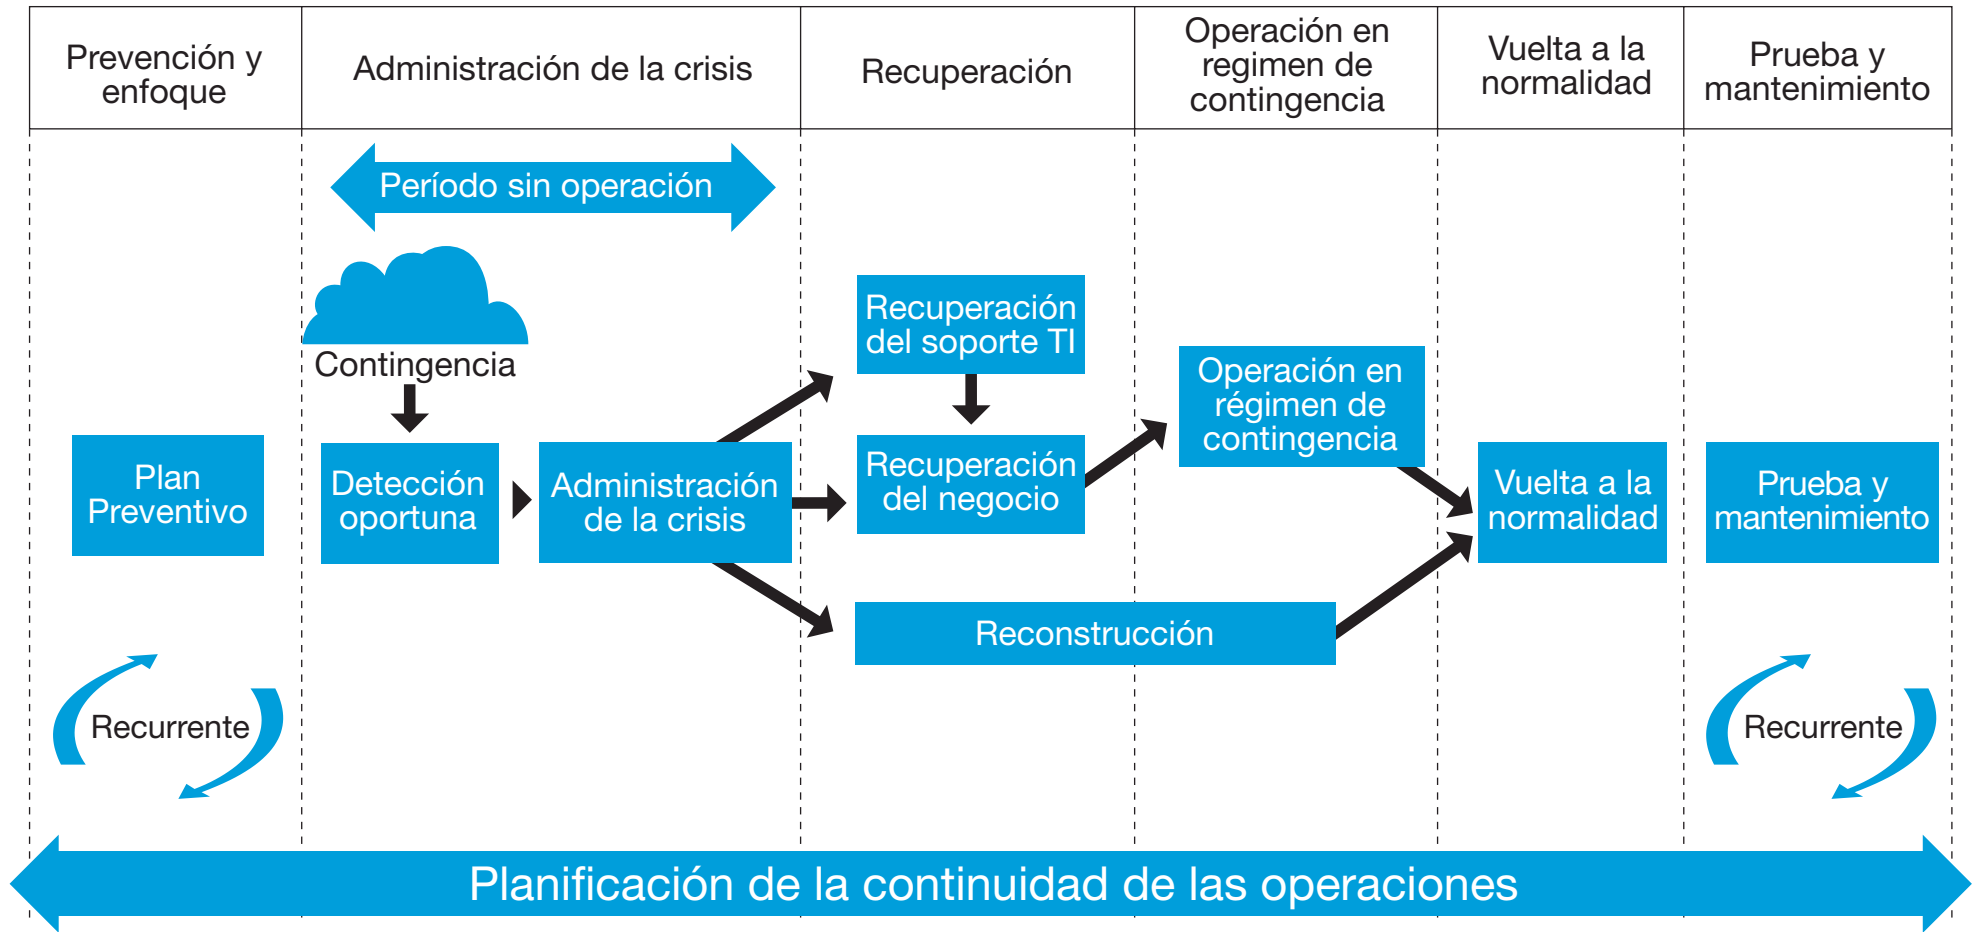 Prevención y
enfoque
Administración de la crisis
Recuperación
Operación en
regimen de
contingencia
Vuelta a la
normalidad
Prueba y
mantenimiento
Período sin operación
Contingencia
Plan
Preventivo
Detección
oportuna
Administración
de la crisis
Recuperación
del soporte TI
Recuperación
del negocio
Operación en
régimen de
contingencia
Reconstrucción
Vuelta a la
normalidad
Prueba y
mantenimiento
Recurrente
Recurrente
Planificación de la continuidad de las operaciones